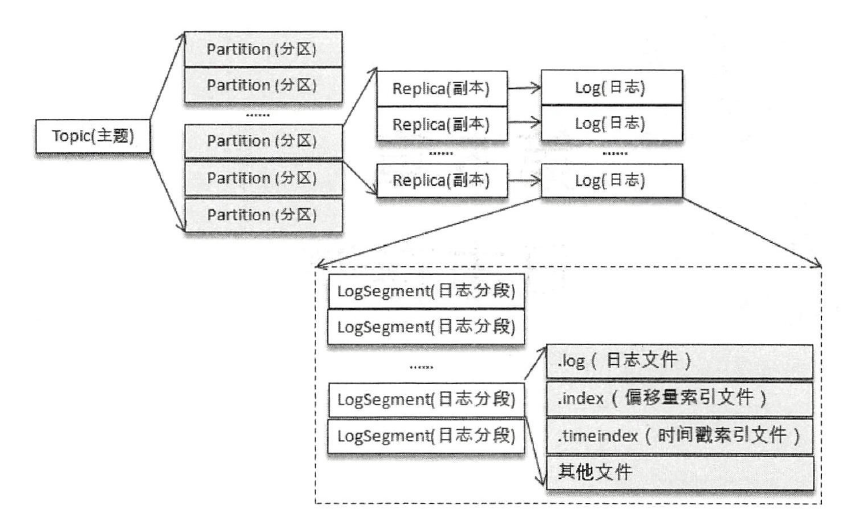 Topic(主题)
Partition (分区)
Partition (分区)
......
Partition (分区)
Partition (分区)
Partition (分区)
Replica(副本)
Replica(副本)
......
Replica(副本)
Log(日志)
Log(日志)
......
Log(日志)
LogSegment(日志分段)
LogSegment(日志分段)
......
LogSegment(日志分段)
LogSegment(日志分段)
.log（日志文件）
.index（偏移量索引文件）
.timeindex（时间戳索引文件）
其他文件